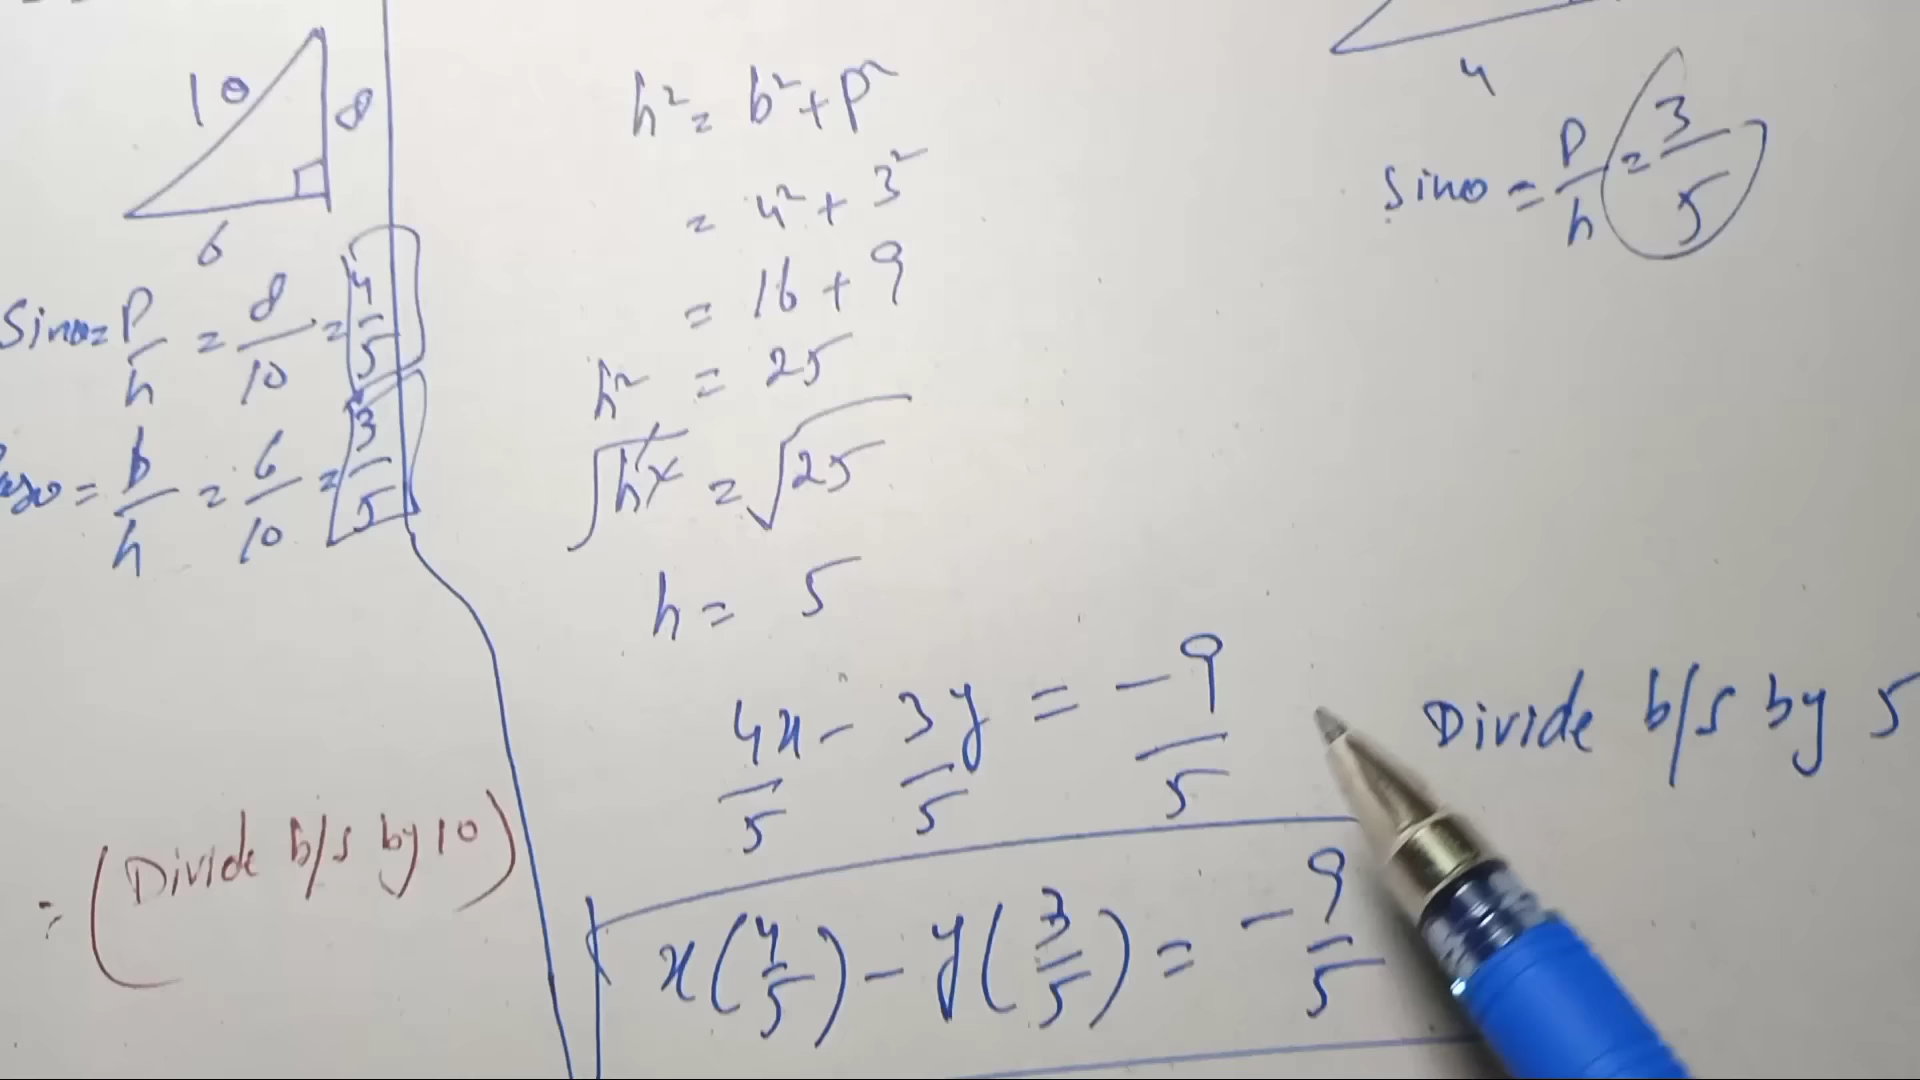 10
8
6
Sinθ = P/h = 8/10 = 4/5
= b/h = 6/10 = 3/5
= (Divide b/s by 10)
h² = b² + p²
= 4² + 3²
= 16 + 9
h² = 25
√h² = √25
h = 5
4x/5 - 3y/5 = -9/5
Divide b/s by 5
x(4/5) - y(3/5) = -9/5
4
Sinθ = P/h = 3/5